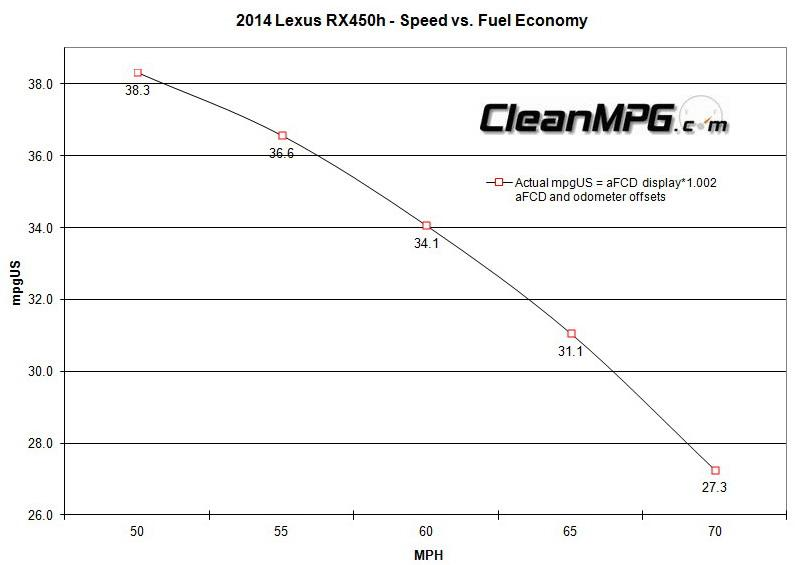 2014 Lexus RX450h - Speed vs. Fuel Economy
38.0
36.0
34.0
32.0
30.0
28.0
26.0
mpgUS
38.3
36.6
34.1
31.1
27.3
CleanMPG.c m
Actual mpgUS = aFCD display*1.002
aFCD and odometer offsets
50
55
60
65
70
MPH